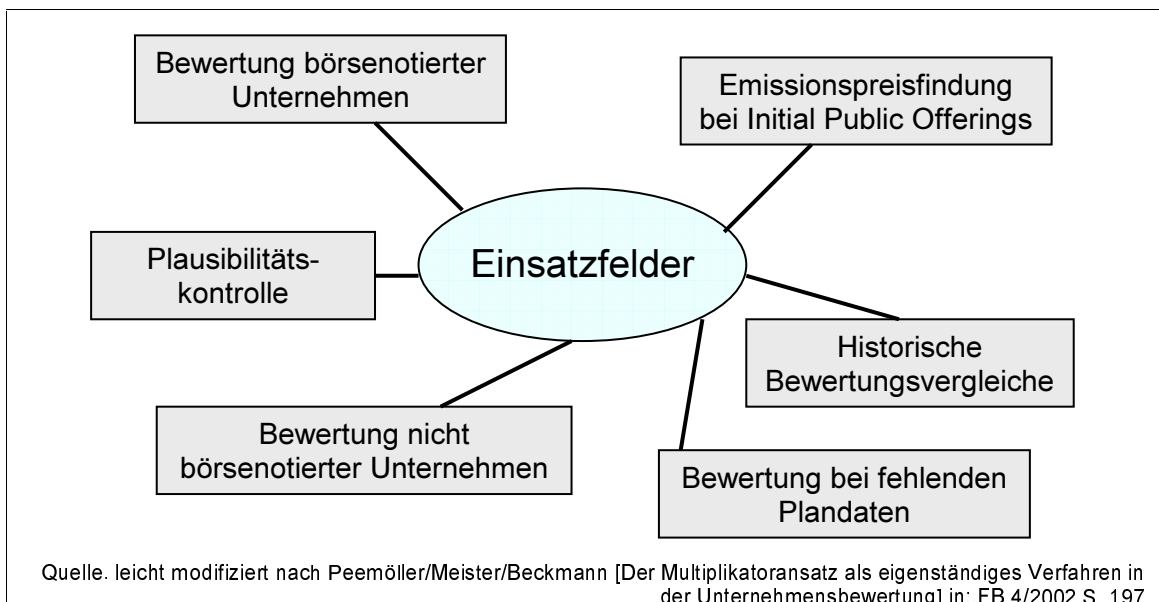 Bewertung börsenotierter
Unternehmen
Emissionspreisfindung
bei Initial Public Offerings
Plausibilitäts-
kontrolle
Einsatzfelder
Historische
Bewertungsvergleiche
Bewertung nicht
börsenotierter Unternehmen
Bewertung bei fehlenden
Plandaten
Quelle. leicht modifiziert nach Peemöller/Meister/Beckmann [Der Multiplikatoransatz als eigenständiges Verfahren in
der Unternehmensbewertung] in: FB 4/2002 S. 197